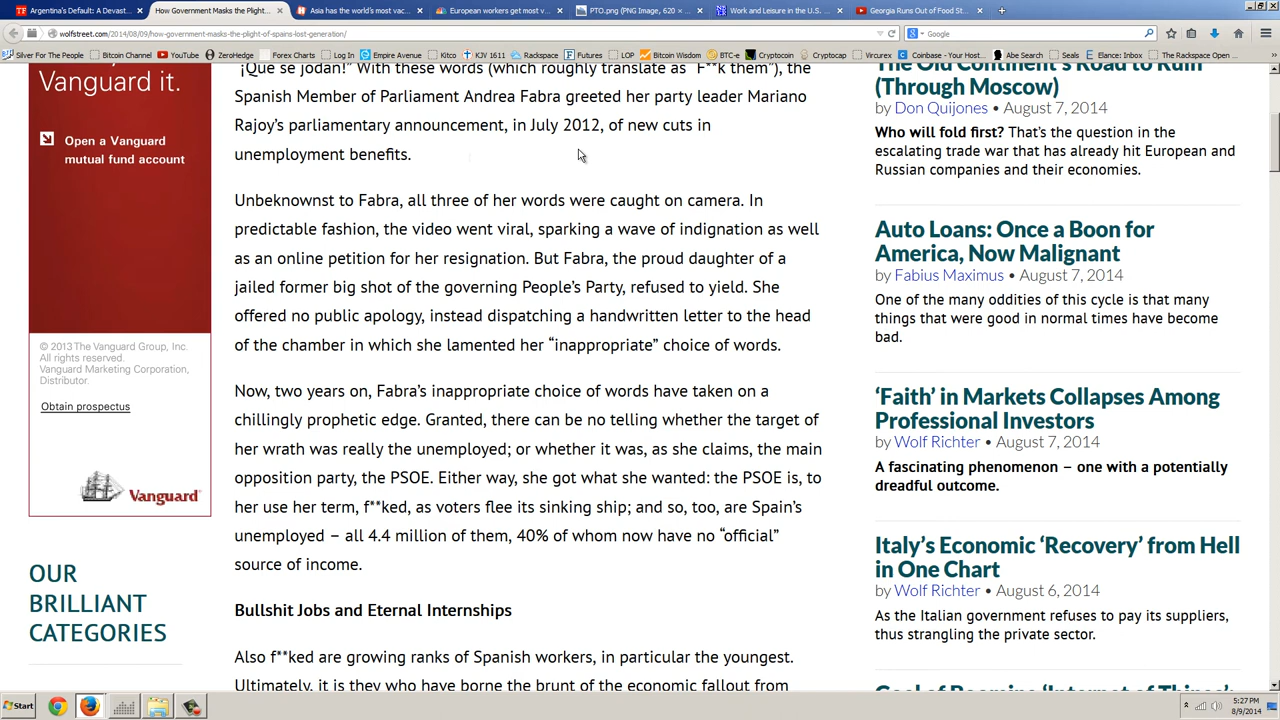 Argentina's Default: A Devast...
How Government Masks the Plight...
Asia has the world's most vac...
European workers get most v...
PTO.png (PNG Image, 620 × ...
Work and Leisure in the U.S. ...
Georgia Runs Out of Food St...
wolfstreet.com/2014/08/09/how-government-masks-the-plight-of-spains-lost-generation/
Google
Silver For The People
Bitcoin Channel
YouTube
ZeroHedge
Forex Charts
Log In
Empire Avenue
Kitco
KJV 1611
Rackspace
Futures
LOP
Bitcoin Wisdom
BTC-e
Cryptocoin
Cryptocap
Vircurex
Coinbase - Your Hos...
Abe Search
Seals
Elance: Inbox
The Rackspace Open ...
Vanguard it.
Open a Vanguard
mutual fund account
© 2013 The Vanguard Group, Inc.
All rights reserved.
Vanguard Marketing Corporation,
Distributor.
Obtain prospectus
Vanguard
OUR
BRILLIANT
CATEGORIES
¡Que se jodan!" With these words (which roughly translate as "F**k them"), the
Spanish Member of Parliament Andrea Fabra greeted her party leader Mariano
Rajoy's parliamentary announcement, in July 2012, of new cuts in
unemployment benefits.
Unbeknownst to Fabra, all three of her words were caught on camera. In
predictable fashion, the video went viral, sparking a wave of indignation as well
as an online petition for her resignation. But Fabra, the proud daughter of a
jailed former big shot of the governing People's Party, refused to yield. She
offered no public apology, instead dispatching a handwritten letter to the head
of the chamber in which she lamented her "inappropriate" choice of words.
Now, two years on, Fabra's inappropriate choice of words have taken on a
chillingly prophetic edge. Granted, there can be no telling whether the target of
her wrath was really the unemployed; or whether it was, as she claims, the main
opposition party, the PSOE. Either way, she got what she wanted: the PSOE is, to
her use her term, f**ked, as voters flee its sinking ship; and so, too, are Spain's
unemployed – all 4.4 million of them, 40% of whom now have no "official"
source of income.
Bullshit Jobs and Eternal Internships
Also f**ked are growing ranks of Spanish workers, in particular the youngest.
Ultimately, it is they who have borne the brunt of the economic fallout from
The Old Continent's Road to Ruin
(Through Moscow)
by Don Quijones • August 7, 2014
Who will fold first? That's the question in the
escalating trade war that has already hit European and
Russian companies and their economies.
Auto Loans: Once a Boon for
America, Now Malignant
by Fabius Maximus • August 7, 2014
One of the many oddities of this cycle is that many
things that were good in normal times have become
bad.
'Faith' in Markets Collapses Among
Professional Investors
by Wolf Richter • August 7, 2014
A fascinating phenomenon – one with a potentially
dreadful outcome.
Italy's Economic 'Recovery' from Hell
in One Chart
by Wolf Richter • August 6, 2014
As the Italian government refuses to pay its suppliers,
thus strangling the private sector.
Goal of Booming 'Internet of Things':
Start
5:27 PM
8/9/2014